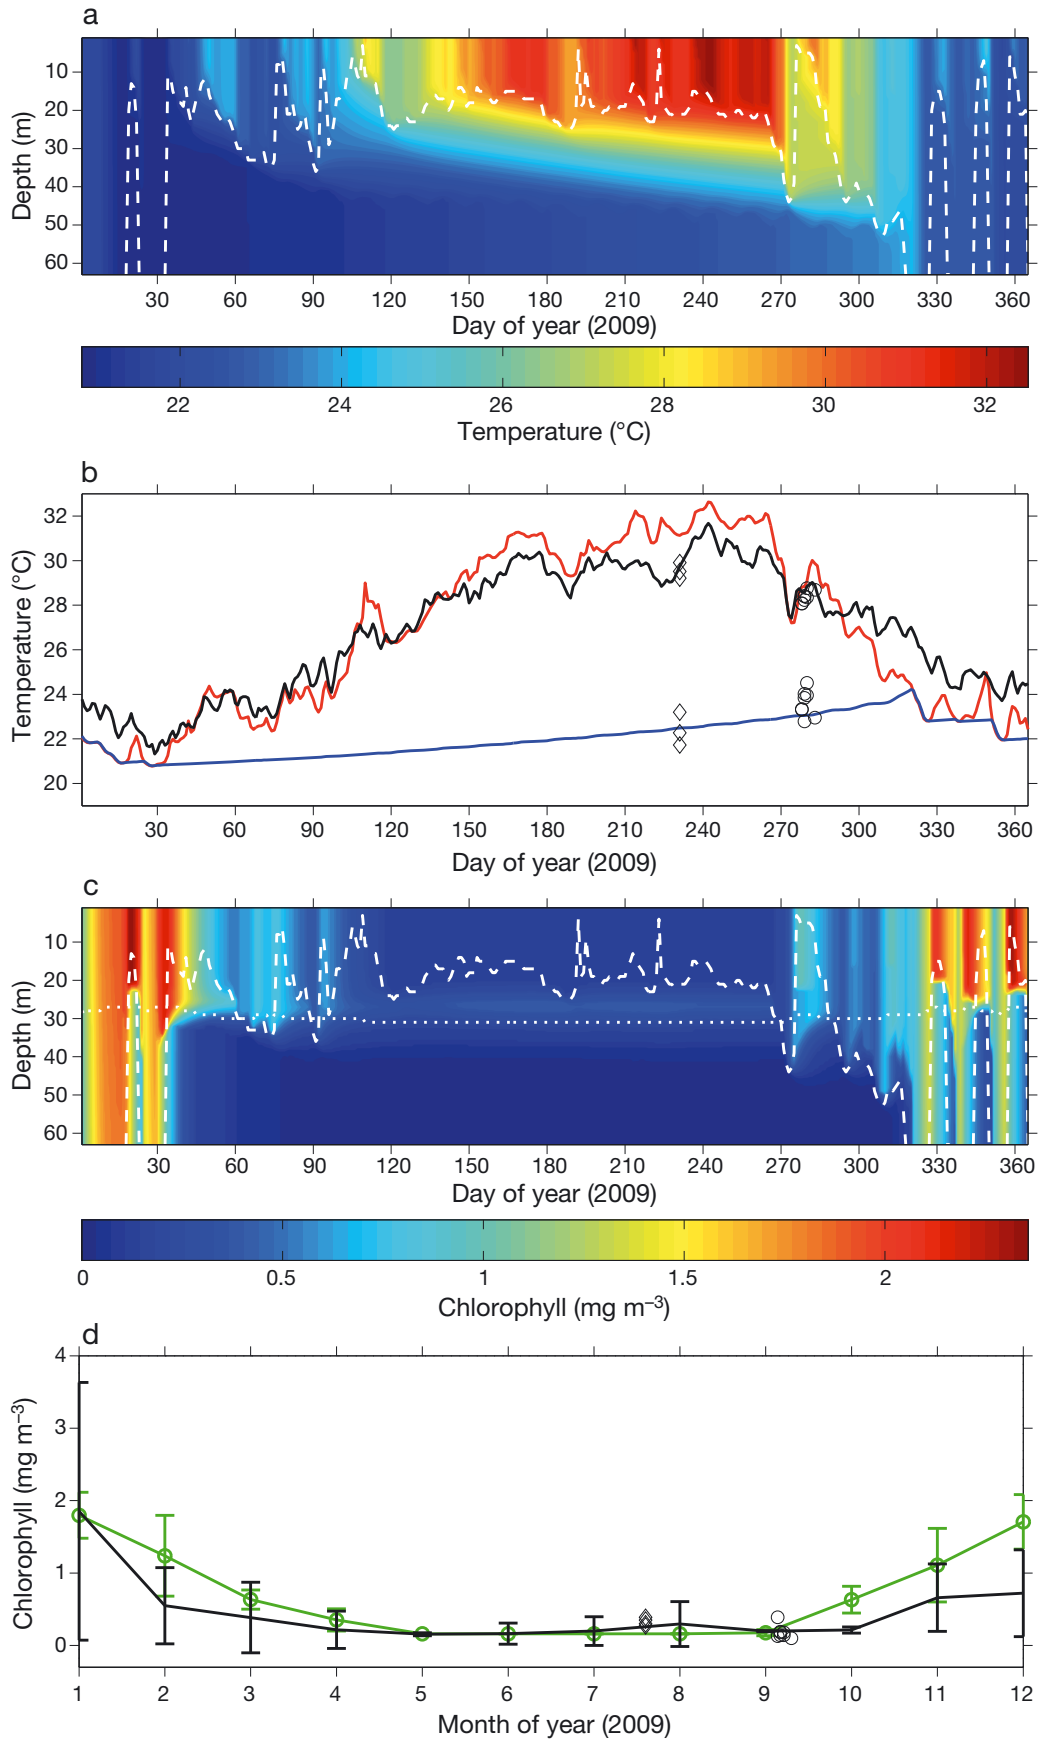 a
10
20
30
40
50
60
Depth (m)
30 60 90 120 150 180 210 240 270 300 330 360
Day of year (2009)
22 24 26 28 30 32
Temperature (°C)
b
32
30
28
26
24
22
20
Temperature (°C)
30 60 90 120 150 180 210 240 270 300 330 360
Day of year (2009)
c
10
20
30
40
50
60
Depth (m)
30 60 90 120 150 180 210 240 270 300 330 360
Day of year (2009)
0 0.5 1 1.5 2
Chlorophyll (mg m⁻³)
d
4
3
2
1
0
Chlorophyll (mg m⁻³)
1 2 3 4 5 6 7 8 9 10 11 12
Month of year (2009)